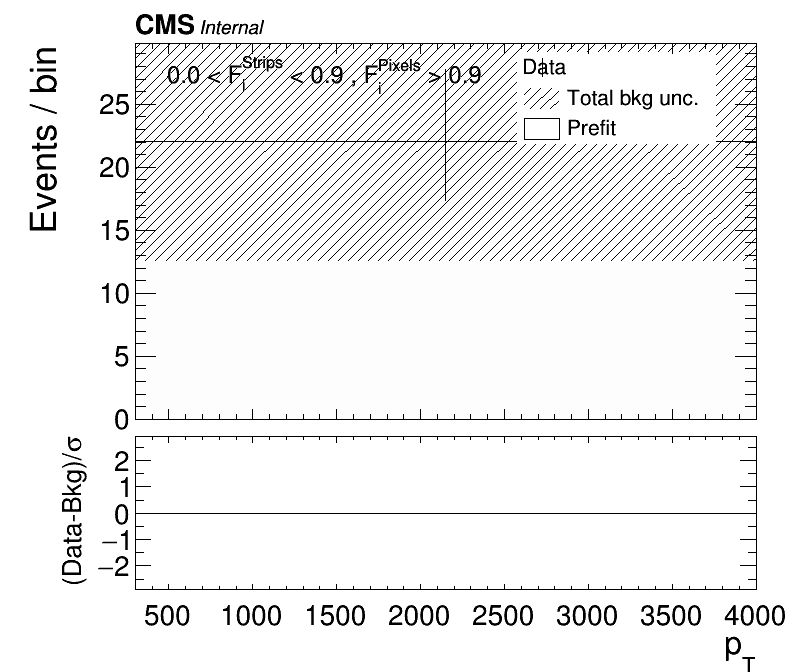 CMS Internal
Events / bin
0.0 < F_i^Strips < 0.9 , F_i^Pixels > 0.9
Data
Total bkg unc.
Prefit
25
20
15
10
5
0
(Data-Bkg)/σ
2
1
0
−1
−2
500 1000 1500 2000 2500 3000 3500 4000
p_T